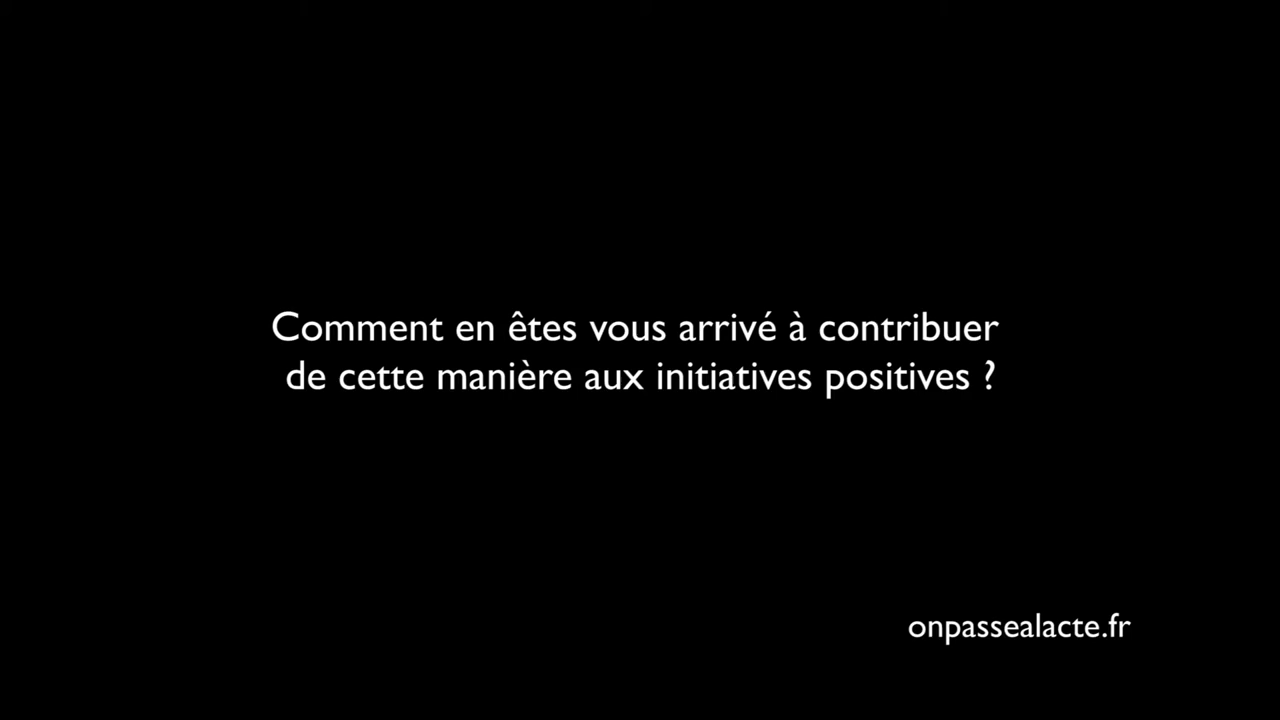 Comment en êtes vous arrivé à contribuer
de cette manière aux initiatives positives ?
onpassealacte.fr